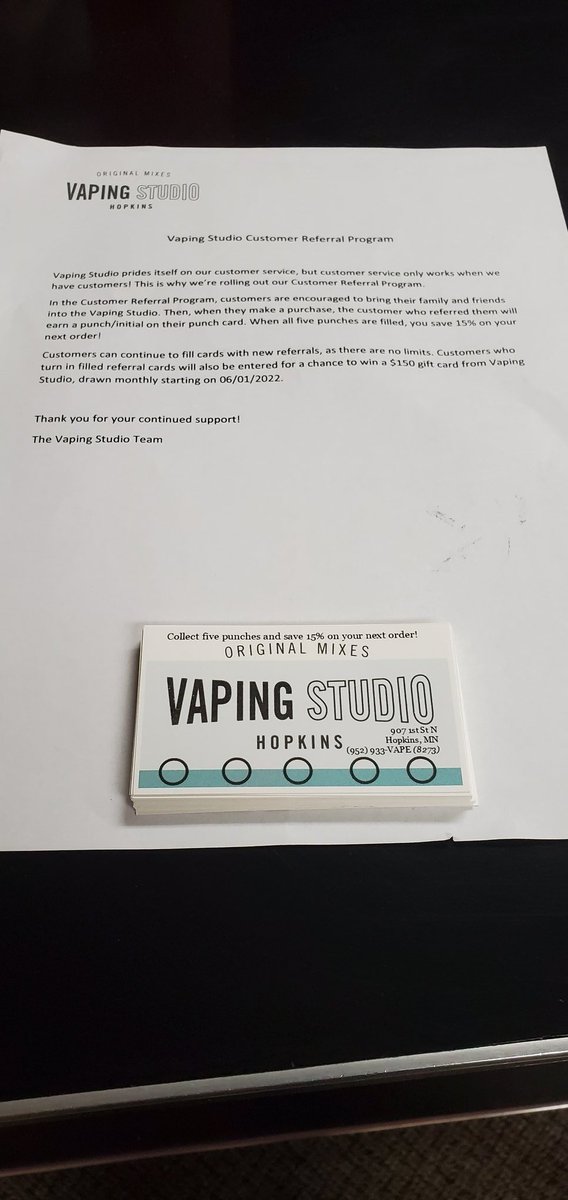 ORIGINAL MIXES
VAPING STUDIO
HOPKINS
Vaping Studio Customer Referral Program
Vaping Studio prides itself on our customer service, but customer service only works when we
have customers! This is why we're rolling out our Customer Referral Program.
In the Customer Referral Program, customers are encouraged to bring their family and friends
into the Vaping Studio. Then, when they make a purchase, the customer who referred them will
earn a punch/initial on their punch card. When all five punches are filled, you save 15% on your
next order!
Customers can continue to fill cards with new referrals, as there are no limits. Customers who
turn in filled referral cards will also be entered for a chance to win a $150 gift card from Vaping
Studio, drawn monthly starting on 06/01/2022.
Thank you for your continued support!
The Vaping Studio Team
Collect five punches and save 15% on your next order!
ORIGINAL MIXES
VAPING STUDIO
HOPKINS
907 1st St N
Hopkins, MN
(952) 933-VAPE (8273)